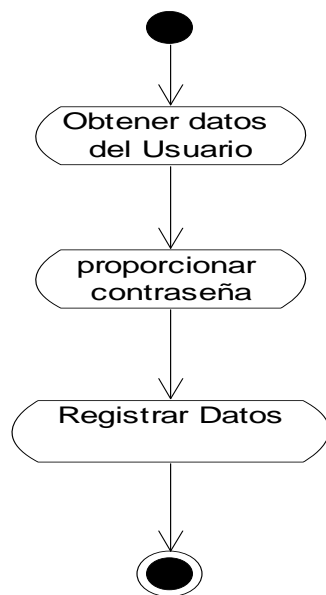 Obtener datos
del Usuario
proporcionar
contraseña
Registrar Datos